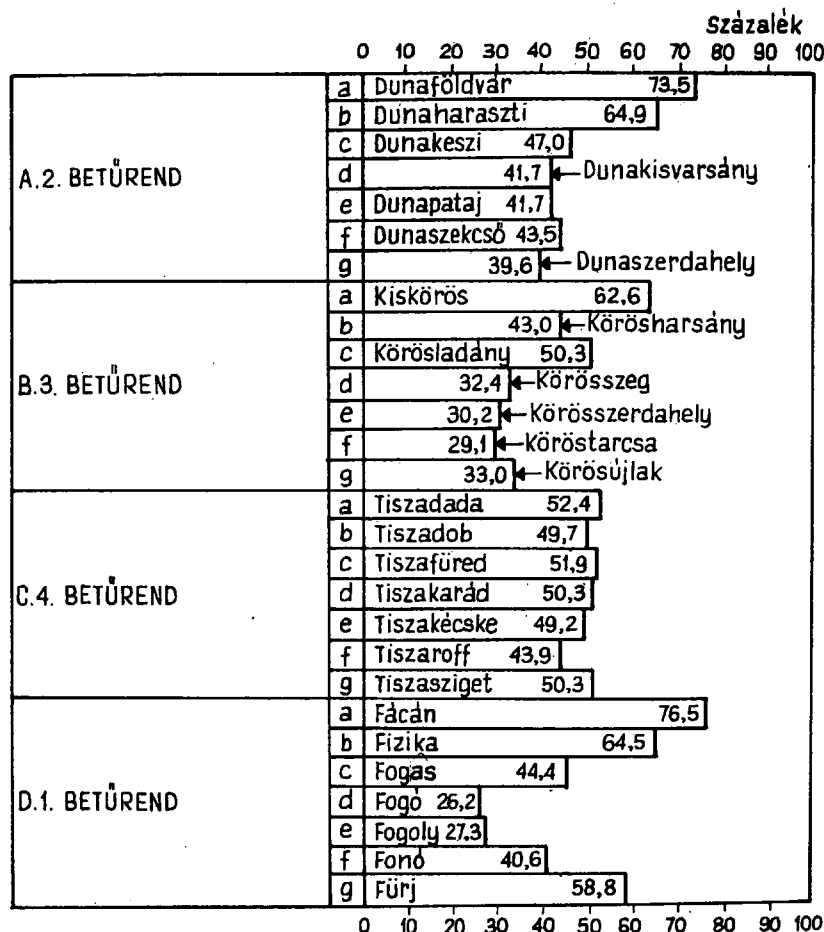 Százalék
0 10 20 30 40 50 60 70 80 90 100
A.2. BETŰREND
a Dunaföldvár 73,5
b Dunaharaszti 64,9
c Dunakeszi 47,0
d 41,7 Dunakisvarsány
e Dunapataj 41,7
f Dunaszekcső 43,5
g 39,6 Dunaszerdahely
B.3. BETŰREND
a Kiskörös 62,6
b 43,0 Körösharsány
c Körösladány 50,3
d 32,4 Körösszeg
e 30,2 Körösszerdahely
f 29,1 Köröstarcsa
g 33,0 Körösújlak
C.4. BETŰREND
a Tiszadada 52,4
b Tiszadob 49,7
c Tiszafüred 51,9
d Tiszakarád 50,3
e Tiszakécske 49,2
f Tiszaroff 43,9
g Tiszasziget 50,3
D.1. BETŰREND
a Fácán 76,5
b Fizika 64,5
c Fogas 44,4
d Fogó 26,2
e Fogoly 27,3
f Fonó 40,6
g Fürj 58,8
0 10 20 30 40 50 60 70 80 90 100